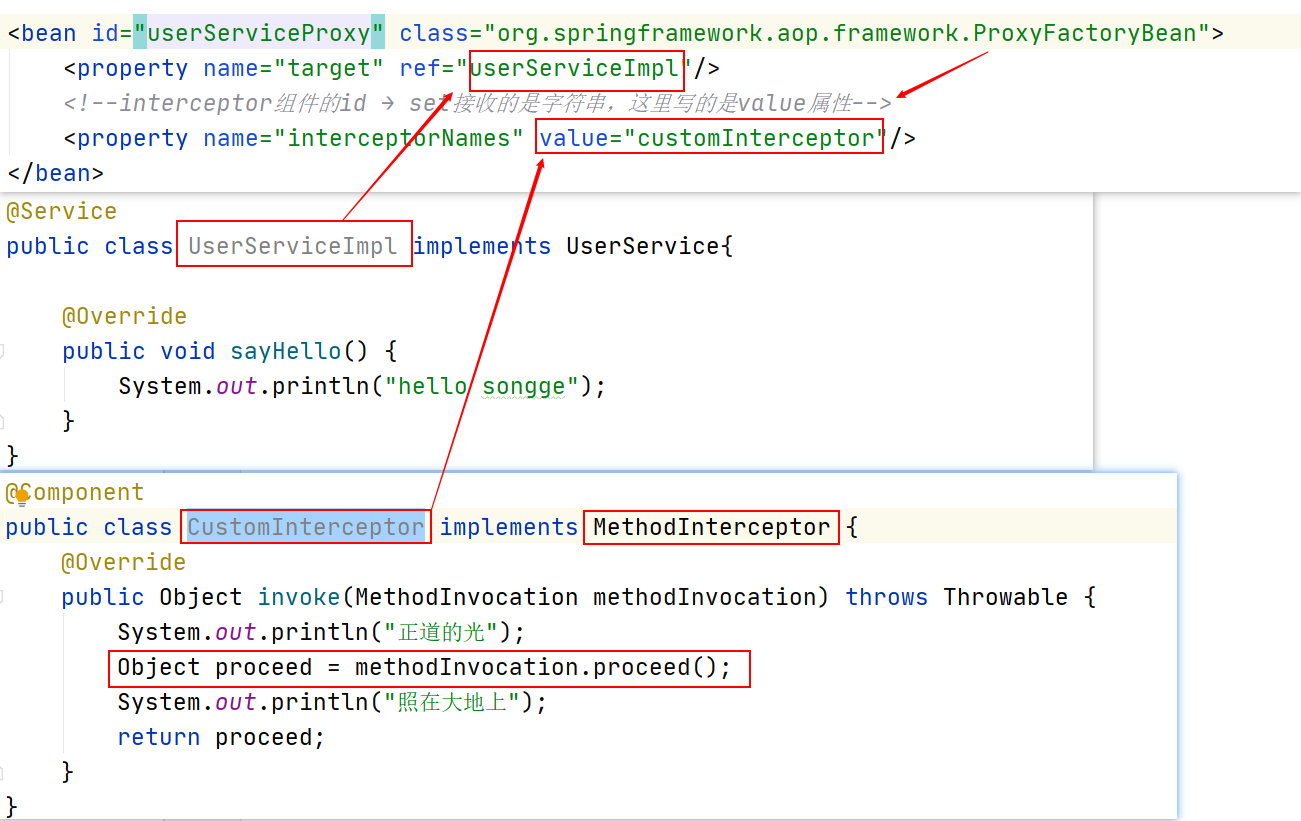 <bean id="userServiceProxy" class="org.springframework.aop.framework.ProxyFactoryBean">
    <property name="target" ref="userServiceImpl"/>
    <!--interceptor组件的id → set接收的是字符串，这里写的是value属性-->
    <property name="interceptorNames" value="customInterceptor"/>
</bean>
@Service
public class UserServiceImpl implements UserService{
    @Override
    public void sayHello() {
        System.out.println("hello songge");
    }
}
@Component
public class CustomInterceptor implements MethodInterceptor {
    @Override
    public Object invoke(MethodInvocation methodInvocation) throws Throwable {
        System.out.println("正道的光");
        Object proceed = methodInvocation.proceed();
        System.out.println("照在大地上");
        return proceed;
    }
}